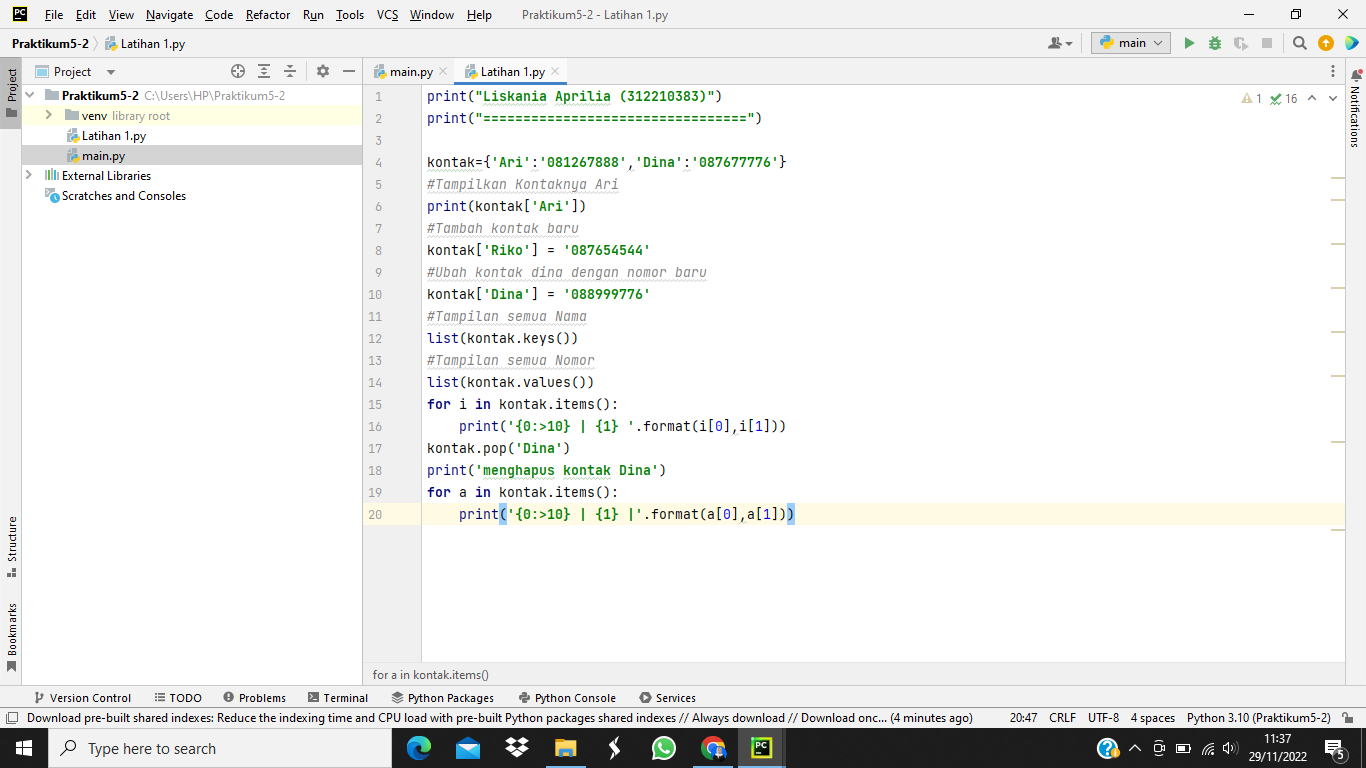 File Edit View Navigate Code Refactor Run Tools VCS Window Help Praktikum5-2 - Latihan 1.py
Praktikum5-2 Latihan 1.py main
Project main.py Latihan 1.py
Project
Praktikum5-2 C:\Users\HP\Praktikum5-2
venv library root
Latihan 1.py
main.py
External Libraries
Scratches and Consoles
Structure
Bookmarks
1 print("Liskania Aprilia (312210383)")
2 print("=================================")
3
4 kontak={'Ari':'081267888','Dina':'087677776'}
5 #Tampilkan Kontaknya Ari
6 print(kontak['Ari'])
7 #Tambah kontak baru
8 kontak['Riko'] = '087654544'
9 #Ubah kontak dina dengan nomor baru
10 kontak['Dina'] = '088999776'
11 #Tampilan semua Nama
12 list(kontak.keys())
13 #Tampilan semua Nomor
14 list(kontak.values())
15 for i in kontak.items():
16     print('{0:>10} | {1} '.format(i[0],i[1]))
17 kontak.pop('Dina')
18 print('menghapus kontak Dina')
19 for a in kontak.items():
20     print('{0:>10} | {1} |'.format(a[0],a[1]))
1 16
Notifications
for a in kontak.items()
Version Control TODO Problems Terminal Python Packages Python Console Services
Download pre-built shared indexes: Reduce the indexing time and CPU load with pre-built Python packages shared indexes // Always download // Download onc... (4 minutes ago) 20:47 CRLF UTF-8 4 spaces Python 3.10 (Praktikum5-2)
Type here to search
PC
11:37
29/11/2022
5